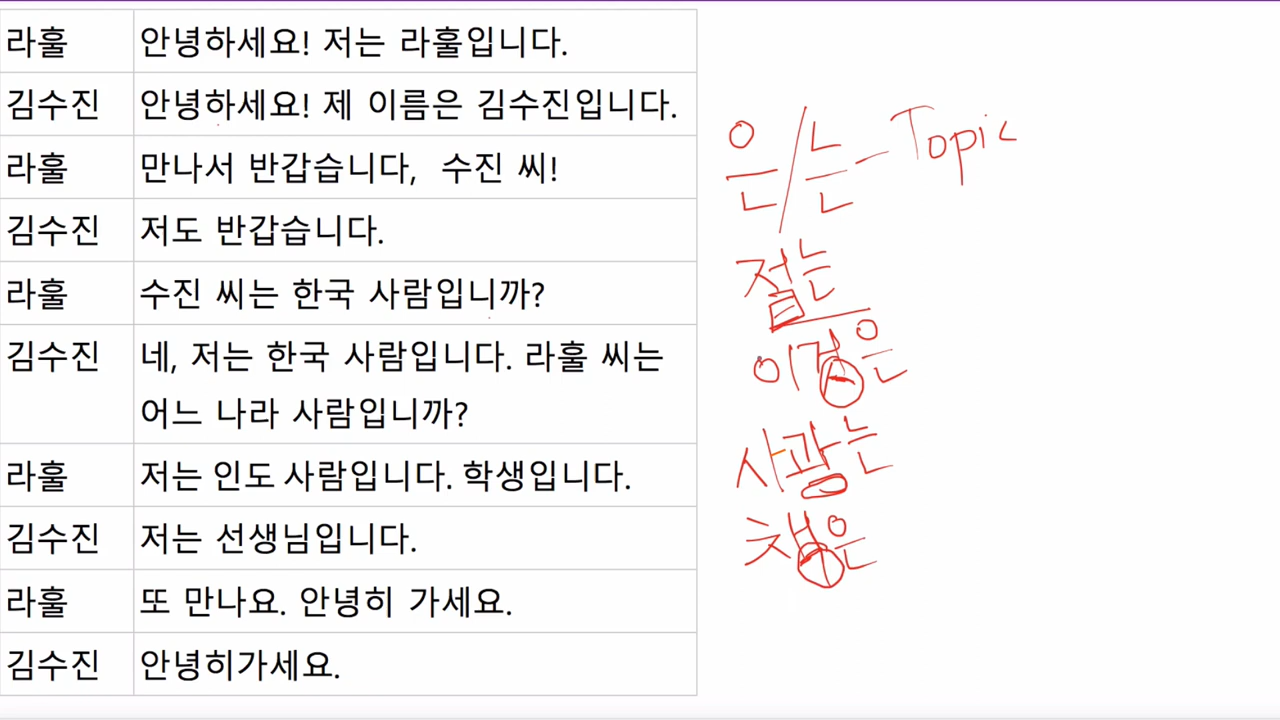 라훌 안녕하세요! 저는 라훌입니다.
김수진 안녕하세요! 제 이름은 김수진입니다.
라훌 만나서 반갑습니다, 수진 씨!
김수진 저도 반갑습니다.
라훌 수진 씨는 한국 사람입니까?
김수진 네, 저는 한국 사람입니다. 라훌 씨는
어느 나라 사람입니까?
라훌 저는 인도 사람입니다. 학생입니다.
김수진 저는 선생님입니다.
라훌 또 만나요. 안녕히 가세요.
김수진 안녕히가세요.
은/는 - Topic
이것은
책은